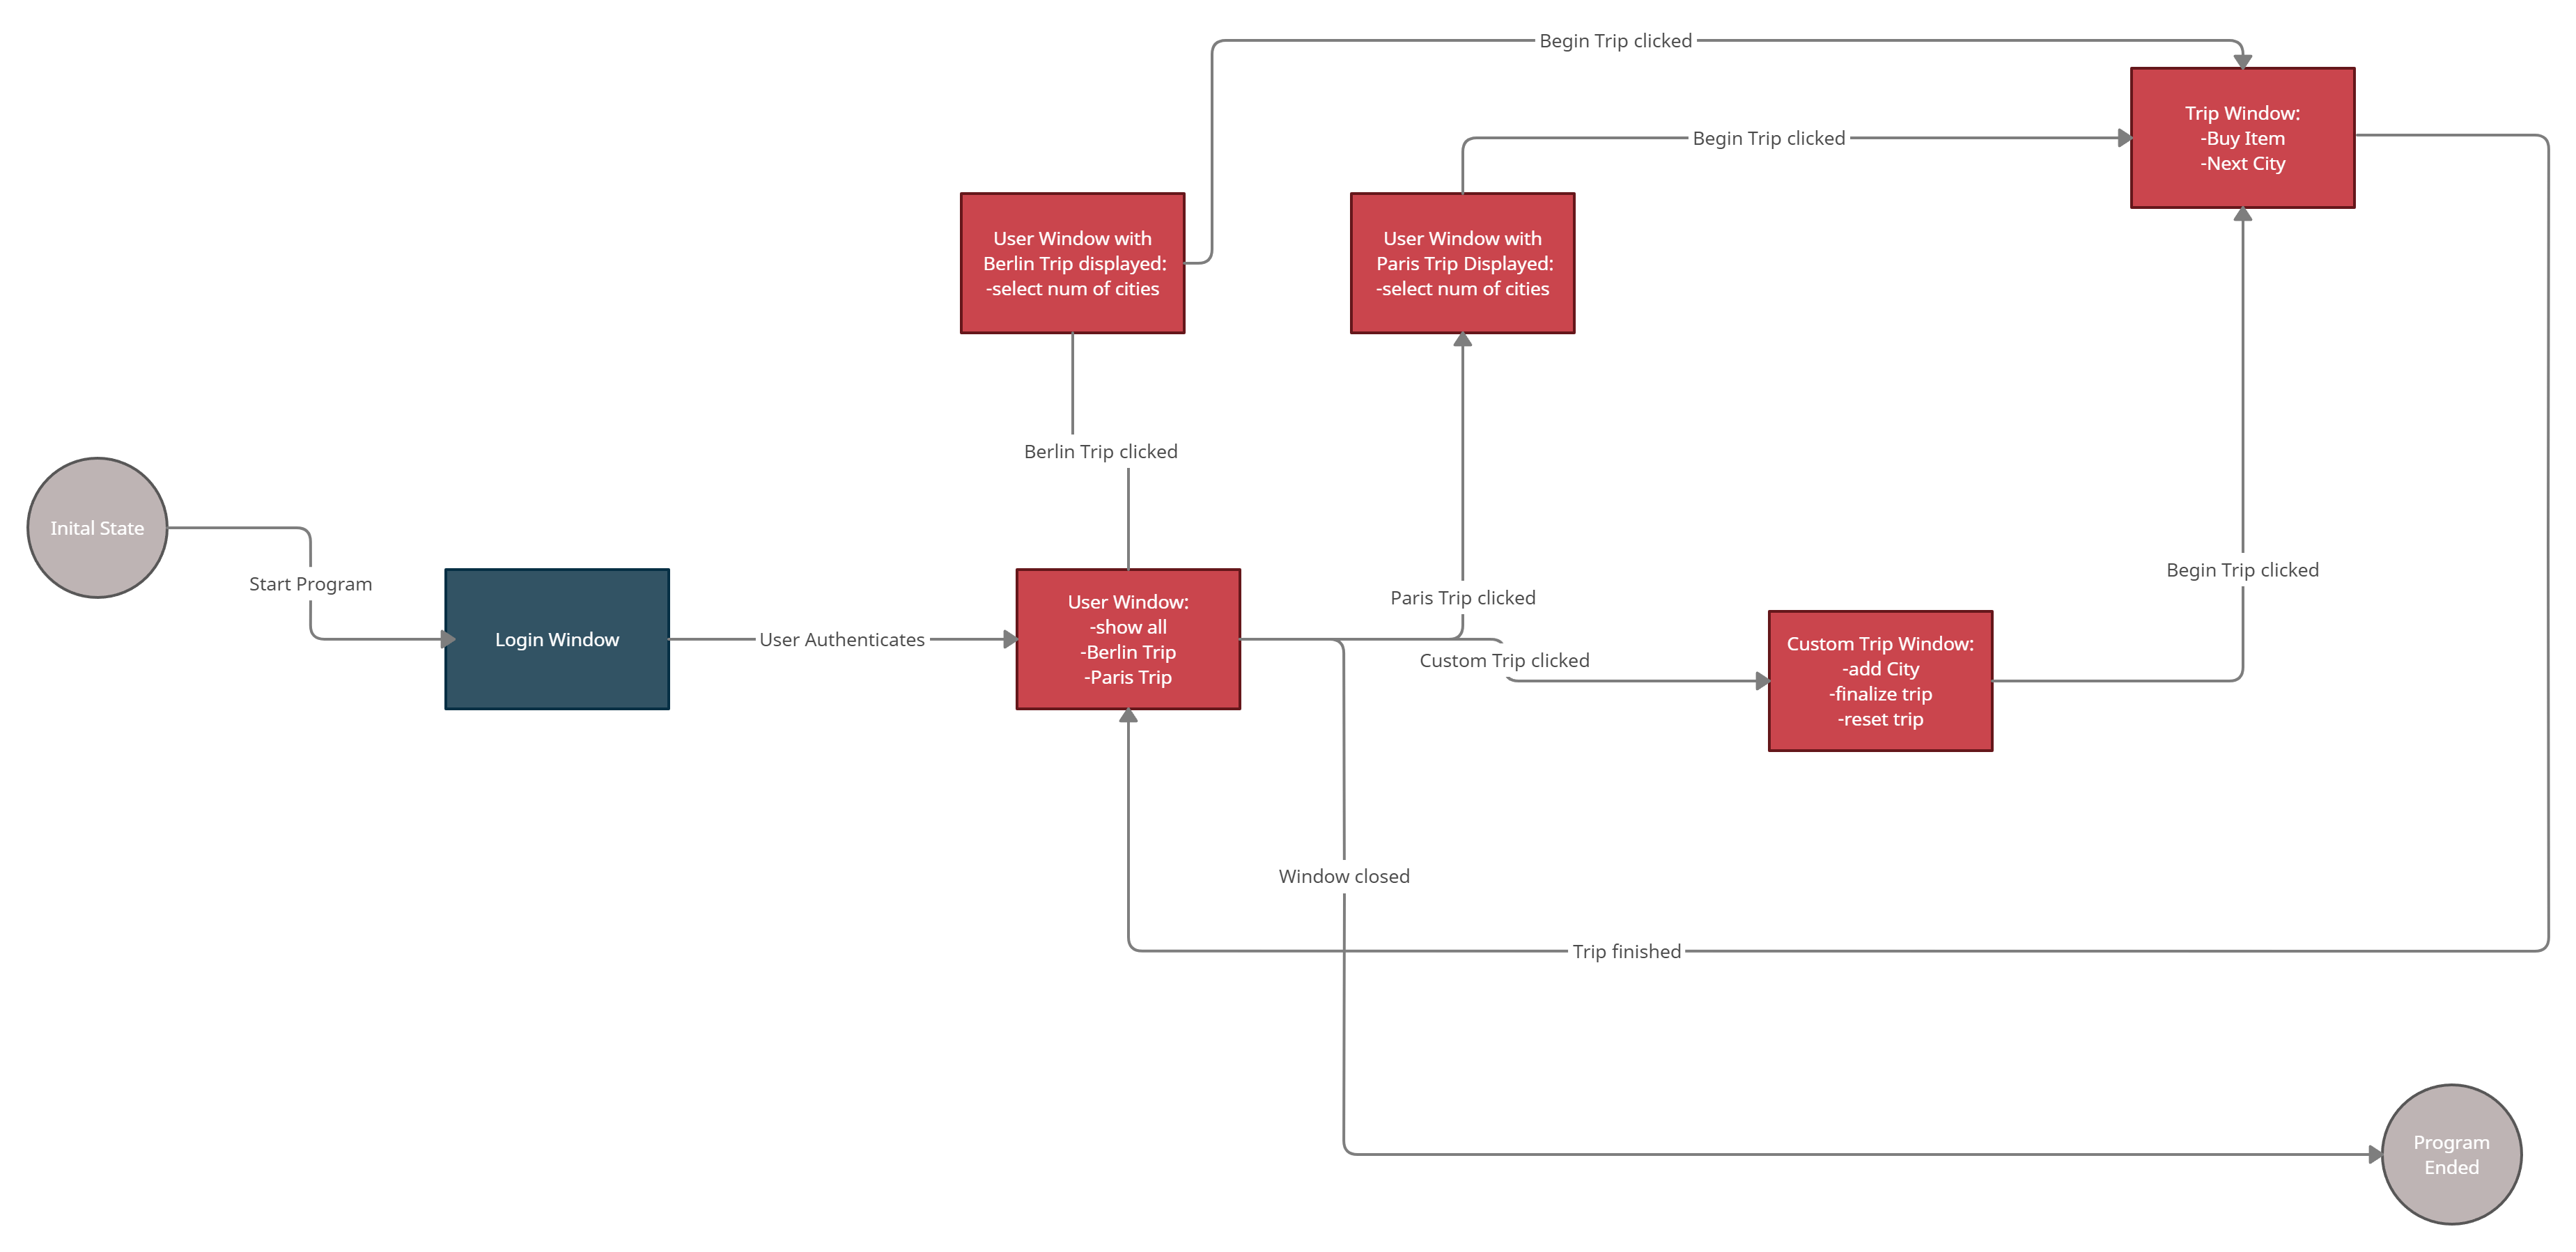 Begin Trip clicked
Trip Window:
-Buy Item
-Next City
Begin Trip clicked
User Window with
Berlin Trip displayed:
-select num of cities
User Window with
Paris Trip Displayed:
-select num of cities
Berlin Trip clicked
Inital State
Start Program
Login Window
User Authenticates
User Window:
-show all
-Berlin Trip
-Paris Trip
Paris Trip clicked
Custom Trip clicked
Custom Trip Window:
-add City
-finalize trip
-reset trip
Begin Trip clicked
Window closed
Trip finished
Program
Ended